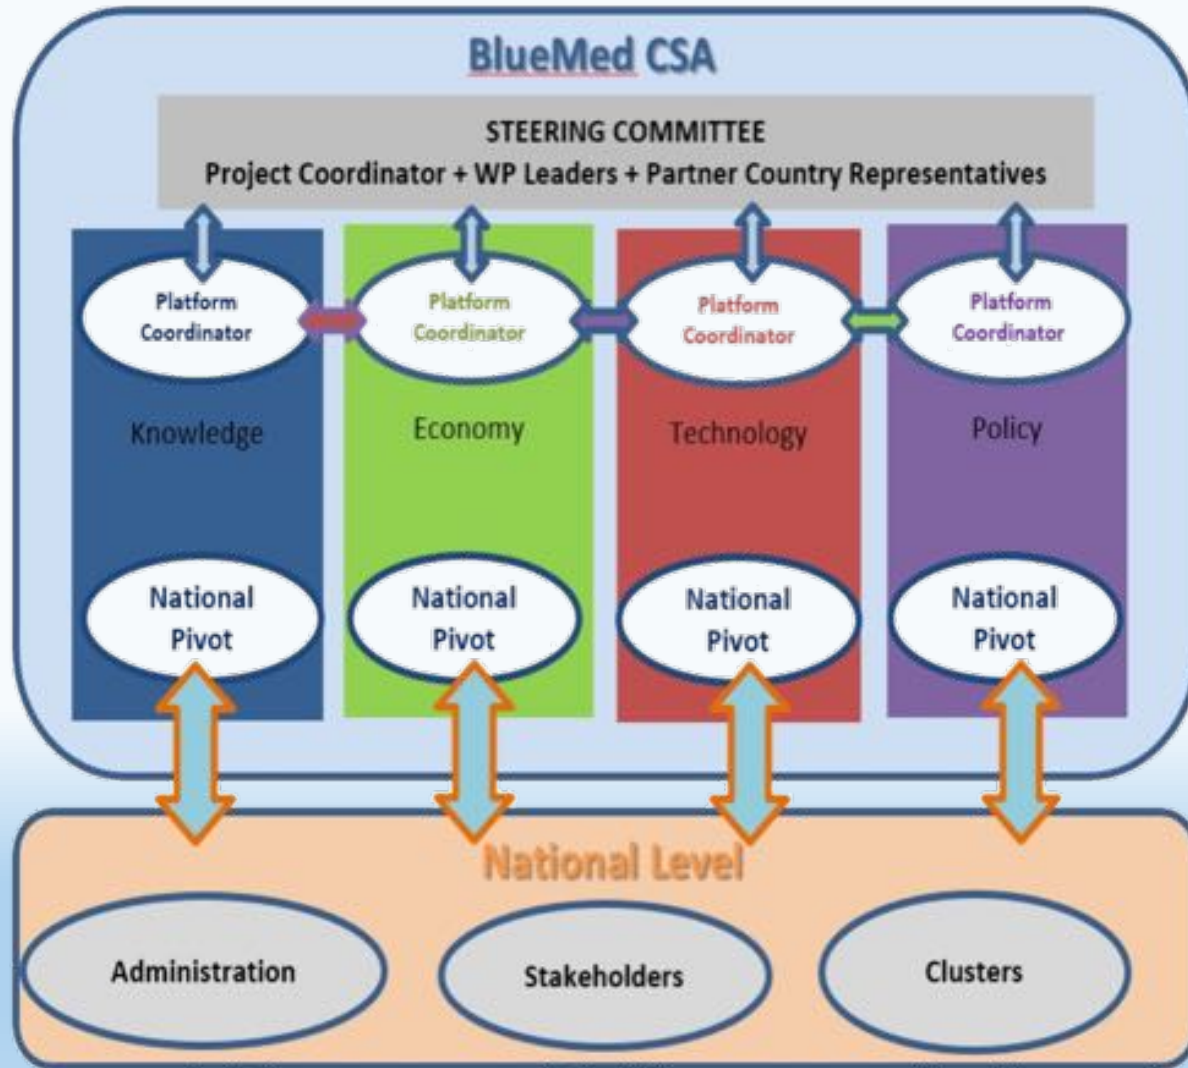 BlueMed CSA
STEERING COMMITTEE
Project Coordinator + WP Leaders + Partner Country Representatives
Platform
Coordinator
Platform
Coordinator
Platform
Coordinator
Platform
Coordinator
Knowledge
Economy
Technology
Policy
National
Pivot
National
Pivot
National
Pivot
National
Pivot
National Level
Administration
Stakeholders
Clusters